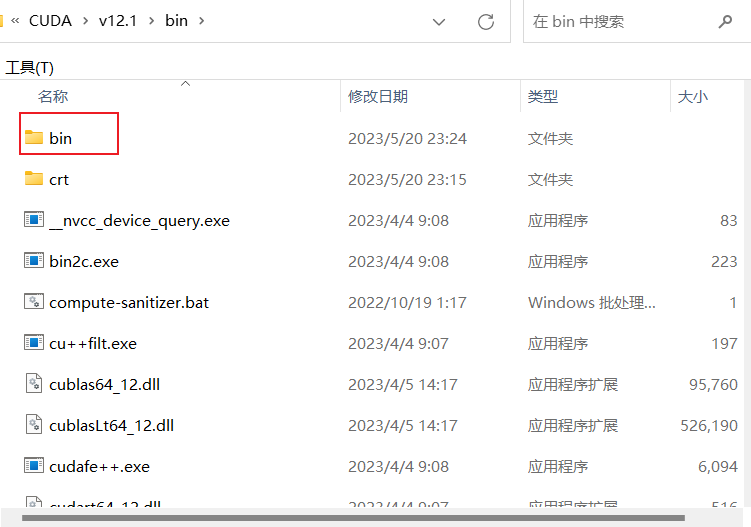 « CUDA > v12.1 > bin >
在 bin 中搜索
工具(T)
名称 修改日期 类型 大小
bin 2023/5/20 23:24 文件夹
crt 2023/5/20 23:15 文件夹
__nvcc_device_query.exe 2023/4/4 9:08 应用程序 83
bin2c.exe 2023/4/4 9:08 应用程序 223
compute-sanitizer.bat 2022/10/19 1:17 Windows 批处理... 1
cu++filt.exe 2023/4/4 9:07 应用程序 197
cublas64_12.dll 2023/4/5 14:17 应用程序扩展 95,760
cublasLt64_12.dll 2023/4/5 14:17 应用程序扩展 526,190
cudafe++.exe 2023/4/4 9:08 应用程序 6,094
cudart64_12.dll 应用程序扩展 516